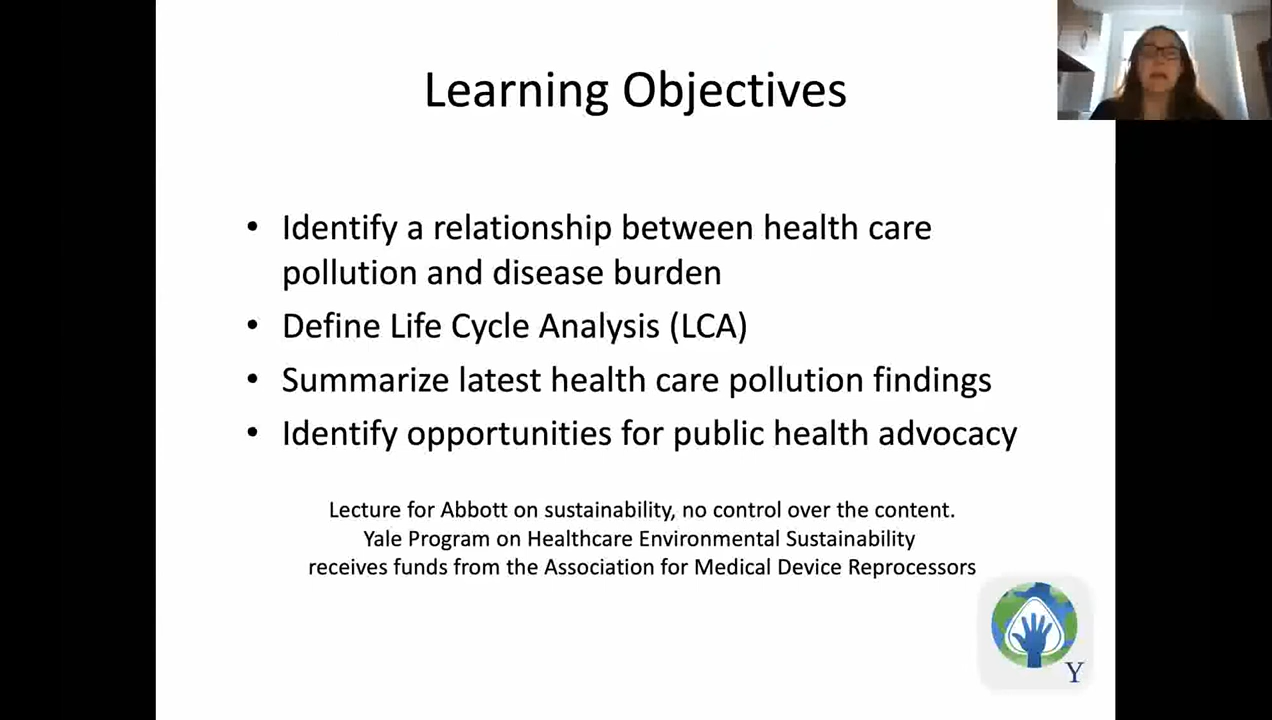 Learning Objectives
• Identify a relationship between health care
pollution and disease burden
• Define Life Cycle Analysis (LCA)
• Summarize latest health care pollution findings
• Identify opportunities for public health advocacy
Lecture for Abbott on sustainability, no control over the content.
Yale Program on Healthcare Environmental Sustainability
receives funds from the Association for Medical Device Reprocessors
Y